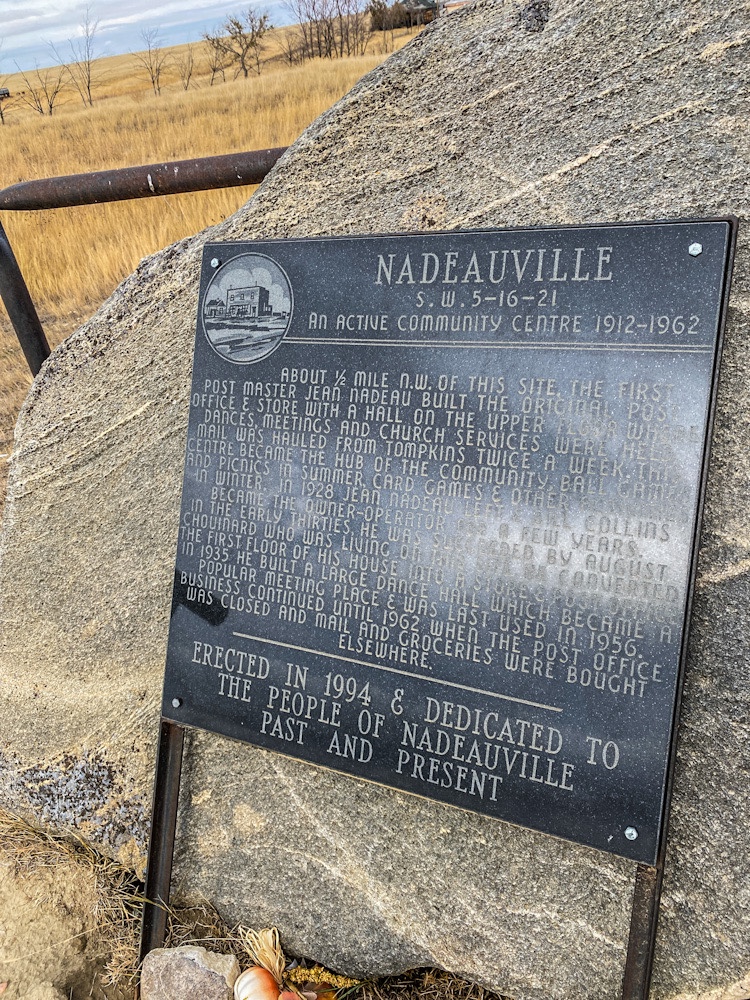 NADEAUVILLE
S.W. 5-16-21
AN ACTIVE COMMUNITY CENTRE 1912-1962
ABOUT ½ MILE N.W. OF THIS SITE, THE FIRST
POST MASTER JEAN NADEAU BUILT THE ORIGINAL POST
OFFICE & STORE WITH A HALL ON THE UPPER FLOOR WHERE
DANCES, MEETINGS AND CHURCH SERVICES WERE HELD.
MAIL WAS HAULED FROM TOMPKINS TWICE A WEEK. THIS
CENTRE BECAME THE HUB OF THE COMMUNITY, BALL GAMES
AND PICNICS IN SUMMER, CARD GAMES & OTHER
IN WINTER. IN 1928 JEAN NADEAU LEFT & BILL COLLINS
BECAME THE OWNER-OPERATOR FOR A FEW YEARS.
IN THE EARLY THIRTIES HE WAS SUCCEEDED BY AUGUST
CHOUINARD WHO WAS LIVING ON HE CONVERTED
THE FIRST FLOOR OF HIS HOUSE INTO A STORE & POST OFFICE.
IN 1935 HE BUILT A LARGE DANCE HALL WHICH BECAME A
POPULAR MEETING PLACE & WAS LAST USED IN 1956.
BUSINESS CONTINUED UNTIL 1962 WHEN THE POST OFFICE
WAS CLOSED AND MAIL AND GROCERIES WERE BOUGHT
ELSEWHERE.
ERECTED IN 1994 & DEDICATED TO
THE PEOPLE OF NADEAUVILLE
PAST AND PRESENT